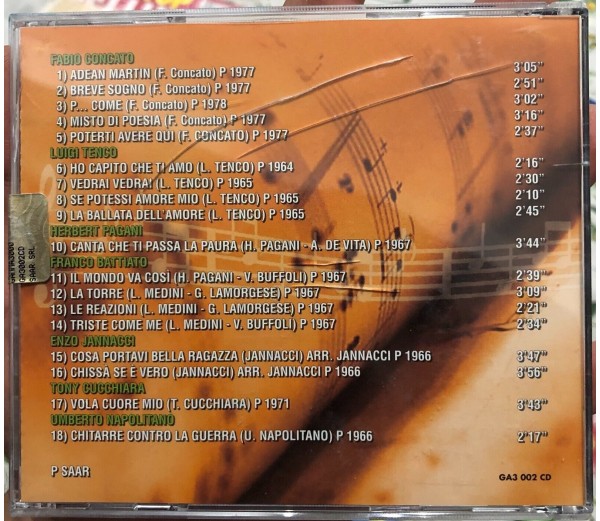 FABIO CONCATO
1) ADEAN MARTIN (F. Concato) P 1977 3'05"
2) BREVE SOGNO (F. Concato) P 1977 2'51"
3) P... COME (F. Concato) P 1978 3'02"
4) MISTO DI POESIA (F. Concato) P 1977 3'16"
5) POTERTI AVERE QUI (F. CONCATO) P 1977 2'37"
LUIGI TENCO
6) HO CAPITO CHE TI AMO (L. TENCO) P 1964 2'16"
7) VEDRAI VEDRAI (L. TENCO) P 1965 2'30"
8) SE POTESSI AMORE MIO (L. TENCO) P 1965 2'10"
9) LA BALLATA DELL'AMORE (L. TENCO) P 1965 2'45"
HERBERT PAGANI
10) CANTA CHE TI PASSA LA PAURA (H. PAGANI - A. DE VITA) P 1967 3'44"
FRANCO BATTIATO
11) IL MONDO VA COSÌ (H. PAGANI - V. BUFFOLI) P 1967 2'39"
12) LA TORRE (L. MEDINI - G. LAMORGESE) P 1967 3'09"
13) LE REAZIONI (L. MEDINI - G. LAMORGESE) P 1967 2'21"
14) TRISTE COME ME (L. MEDINI - V. BUFFOLI) P 1967 2'34"
ENZO JANNACCI
15) COSA PORTAVI BELLA RAGAZZA (JANNACCI) ARR. JANNACCI P 1966 3'47"
16) CHISSÀ SE E VERO (JANNACCI) ARR. JANNACCI P 1966 3'56"
TONY CUCCHIARA
17) VOLA CUORE MIO (T. CUCCHIARA) P 1971 3'43"
UMBERTO NAPOLITANO
18) CHITARRE CONTRO LA GUERRA (U. NAPOLITANO) P 1966 2'17"
P SAAR
GA3 002 CD
GA3002CD
SAAR SRL